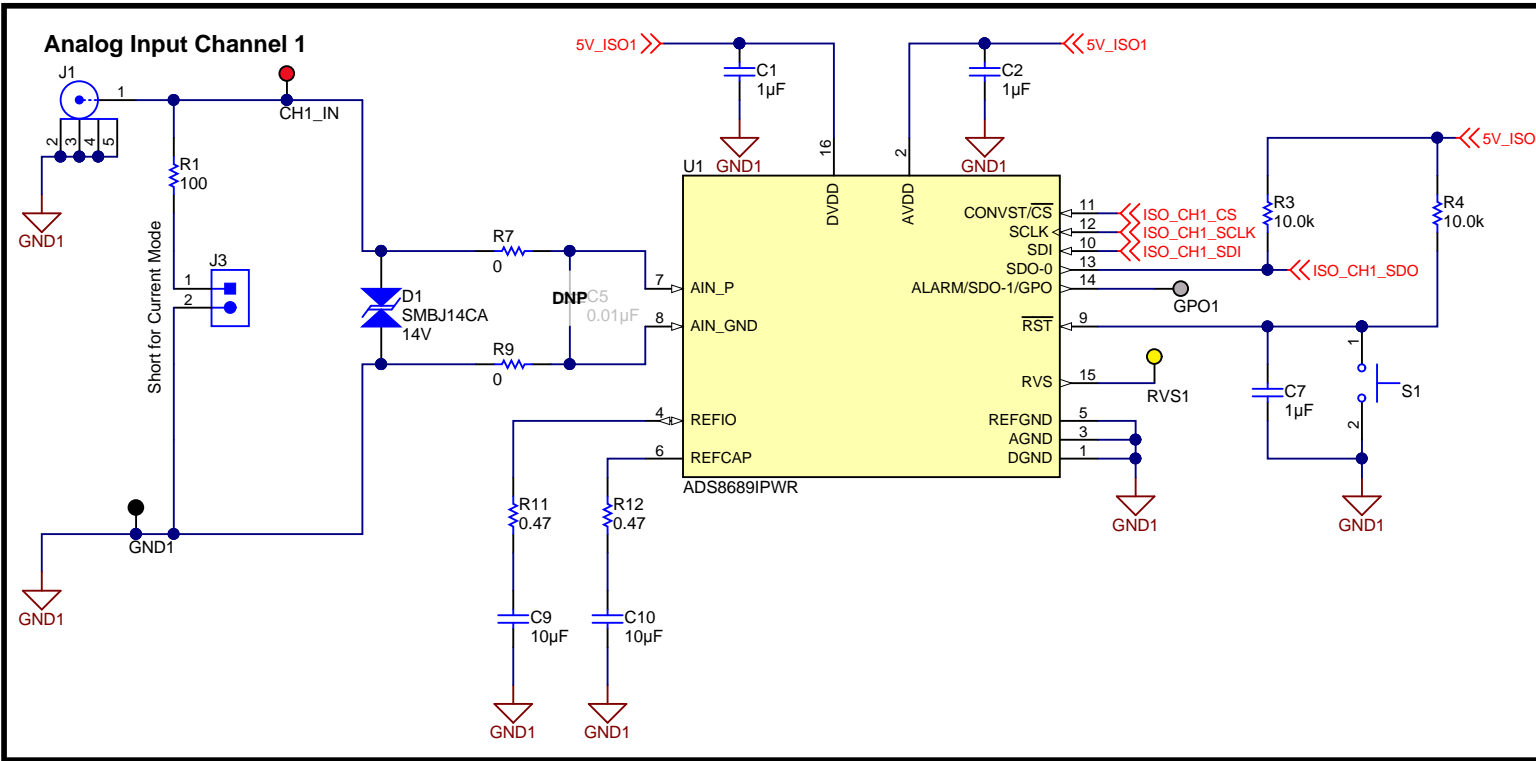 Analog Input Channel 1
J1
1
2
3
4
5
GND1
R1
100
CH1_IN
Short for Current Mode
J3
1
2
GND1
GND1
D1
SMBJ14CA
14V
R7
0
R9
0
DNP
C5
0.01µF
5V_ISO1
C1
1µF
GND1
5V_ISO1
C2
1µF
GND1
16
2
U1
DVDD
AVDD
7
AIN_P
8
AIN_GND
4
REFIO
6
REFCAP
ADS8689IPWR
CONVST/CS
11
ISO_CH1_CS
SCLK
12
ISO_CH1_SCLK
SDI
10
ISO_CH1_SDI
SDO-0
13
ISO_CH1_SDO
ALARM/SDO-1/GPO
14
GPO1
RST
9
RVS
15
RVS1
REFGND
5
AGND
3
DGND
1
GND1
5V_ISO
R3
10.0k
R4
10.0k
C7
1µF
1
2
S1
GND1
R11
0.47
R12
0.47
C9
10µF
C10
10µF
GND1
GND1